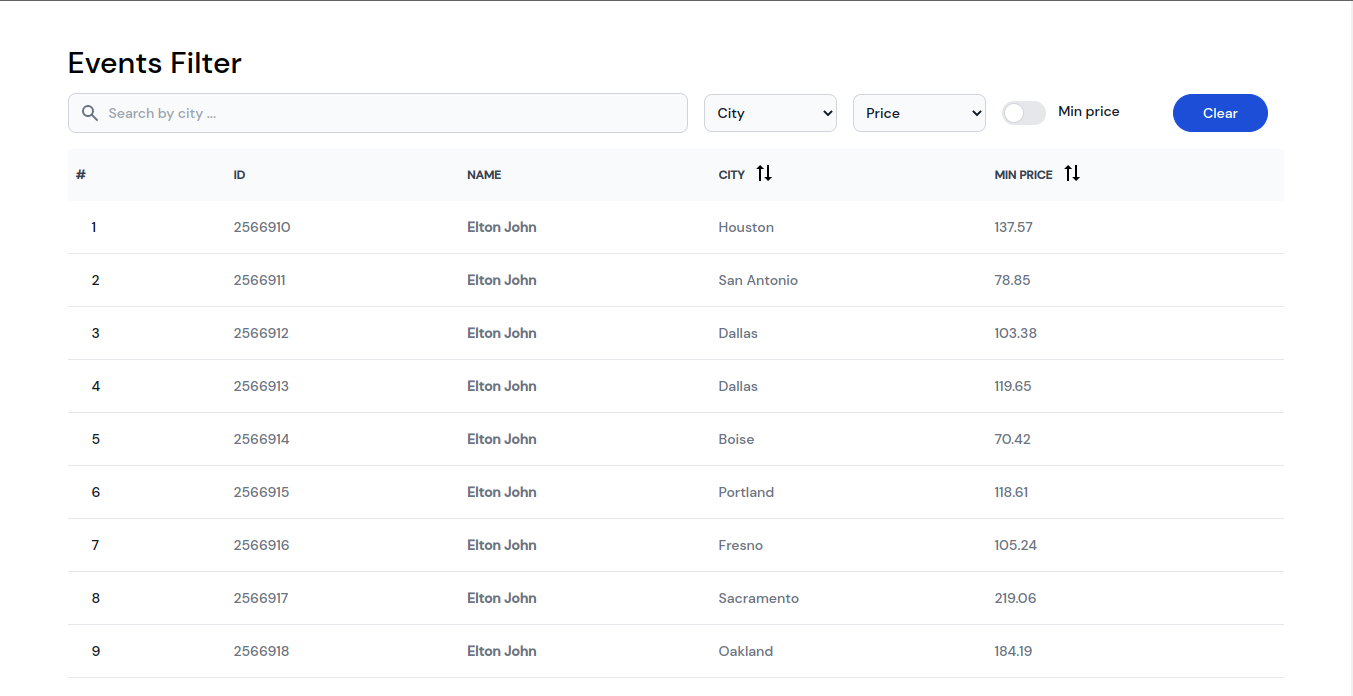 Events Filter
Search by city ... City Price Min price Clear
# ID NAME CITY MIN PRICE
1 2566910 Elton John Houston 137.57
2 2566911 Elton John San Antonio 78.85
3 2566912 Elton John Dallas 103.38
4 2566913 Elton John Dallas 119.65
5 2566914 Elton John Boise 70.42
6 2566915 Elton John Portland 118.61
7 2566916 Elton John Fresno 105.24
8 2566917 Elton John Sacramento 219.06
9 2566918 Elton John Oakland 184.19